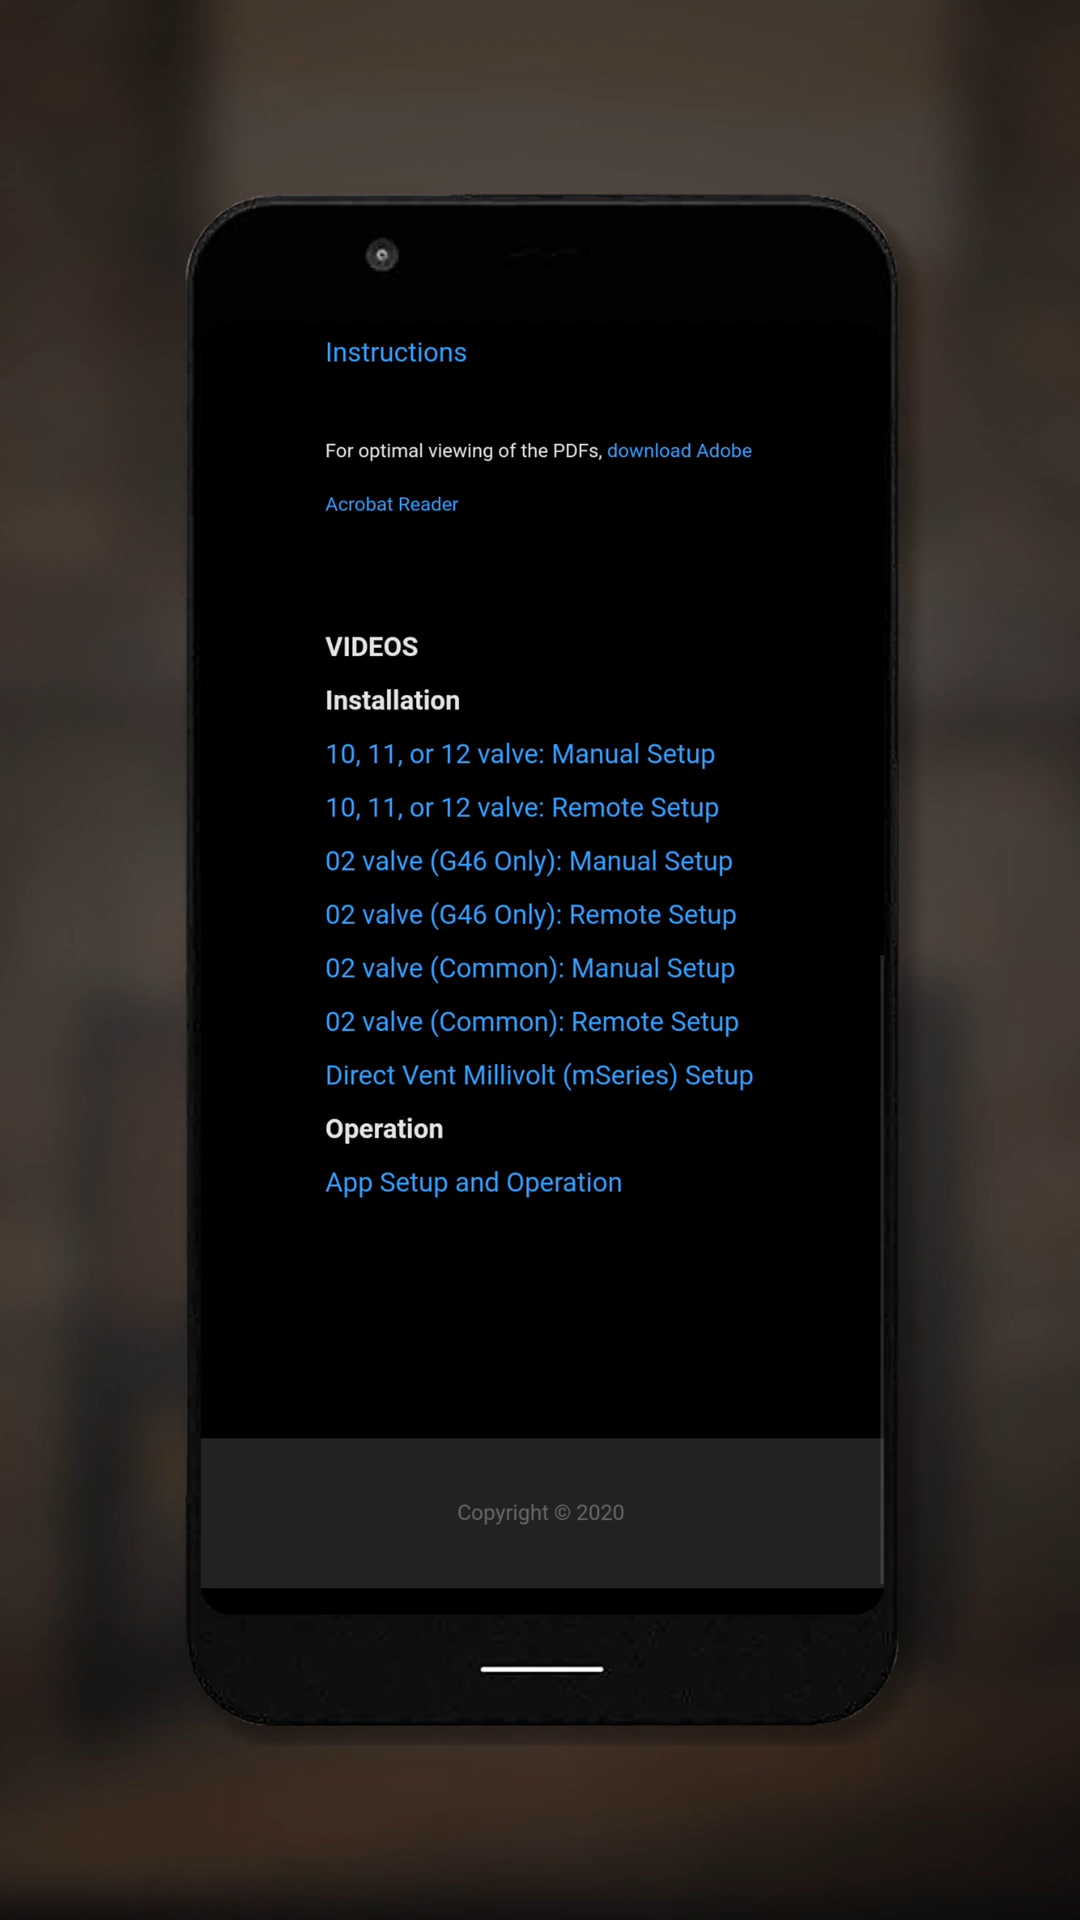 Instructions
For optimal viewing of the PDFs, download Adobe
Acrobat Reader
VIDEOS
Installation
10, 11, or 12 valve: Manual Setup
10, 11, or 12 valve: Remote Setup
02 valve (G46 Only): Manual Setup
02 valve (G46 Only): Remote Setup
02 valve (Common): Manual Setup
02 valve (Common): Remote Setup
Direct Vent Millivolt (mSeries) Setup
Operation
App Setup and Operation
Copyright © 2020